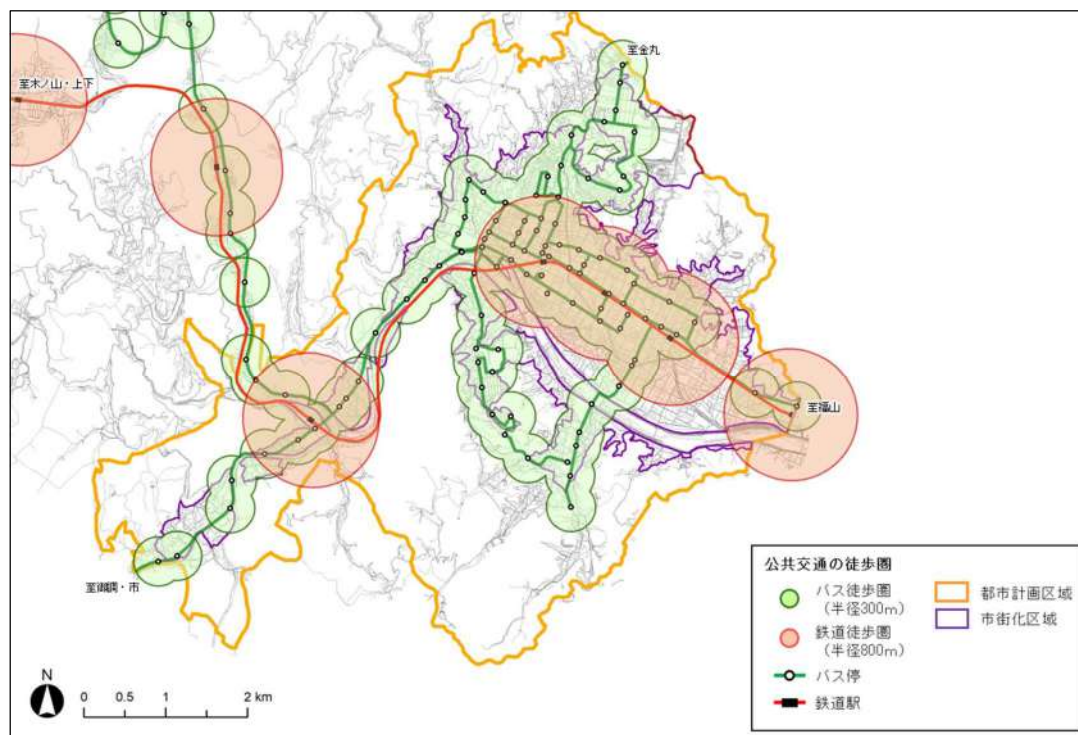 至金丸
至木ノ山・上下
至福山
至御調・市
公共交通の徒歩圏
バス徒歩圏
（半径300m）
鉄道徒歩圏
（半径800m）
バス停
鉄道駅
都市計画区域
市街化区域
N
0 0.5 1 2 km